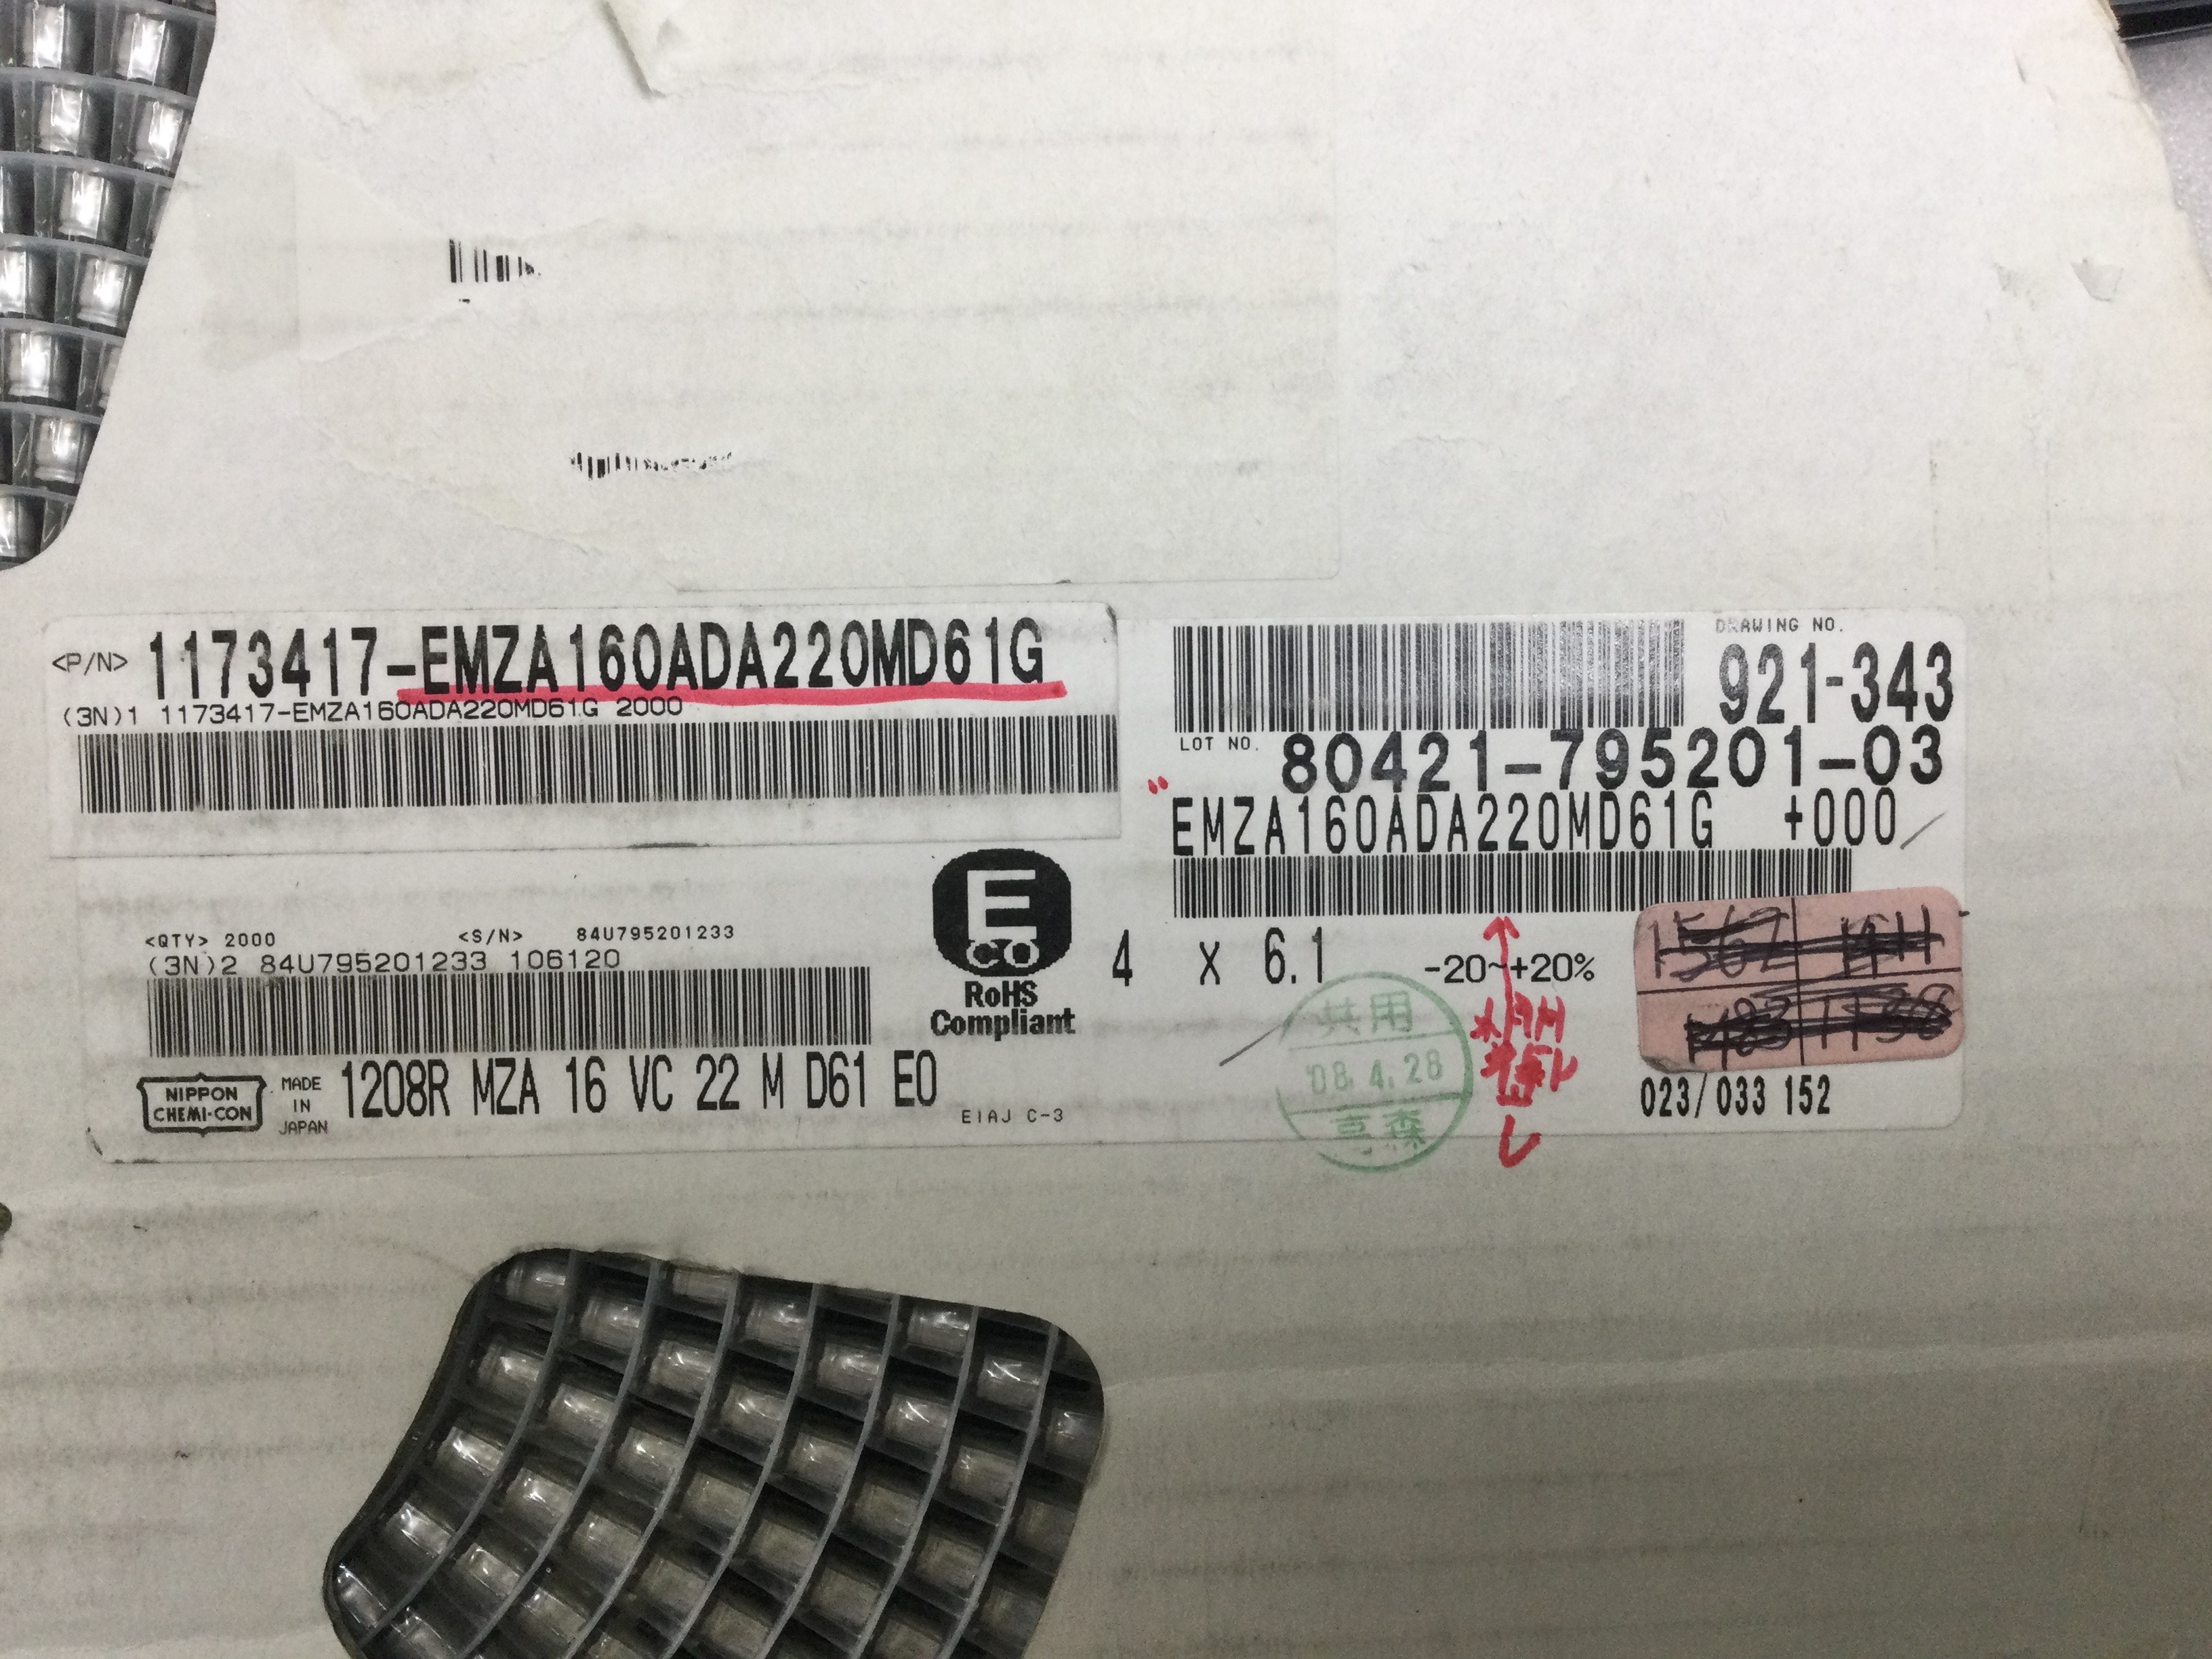 <P/N> 1173417-EMZA160ADA220MD61G
(3N)1 1173417-EMZA160ADA220MD61G 2000
DRAWING NO.
921-343
LOT NO. 80421-795201-03
EMZA160ADA220MD61G +000
<QTY> 2000 <S/N> 84U795201233
(3N)2 84U795201233 106120
E
CO
RoHS
Compliant
4 x 6.1 -20~+20%
共用
08.4.28
NIPPON
CHEMI-CON
MADE
IN
JAPAN
1208R MZA 16 VC 22 M D61 E0
EIAJ C-3
023/033 152